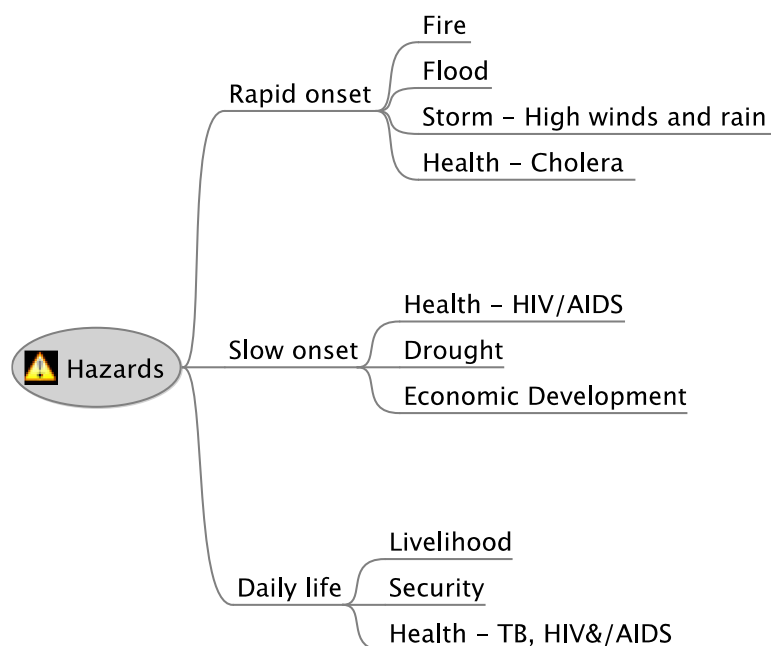 Hazards
Rapid onset
Fire
Flood
Storm – High winds and rain
Health – Cholera
Slow onset
Health – HIV/AIDS
Drought
Economic Development
Daily life
Livelihood
Security
Health – TB, HIV&/AIDS